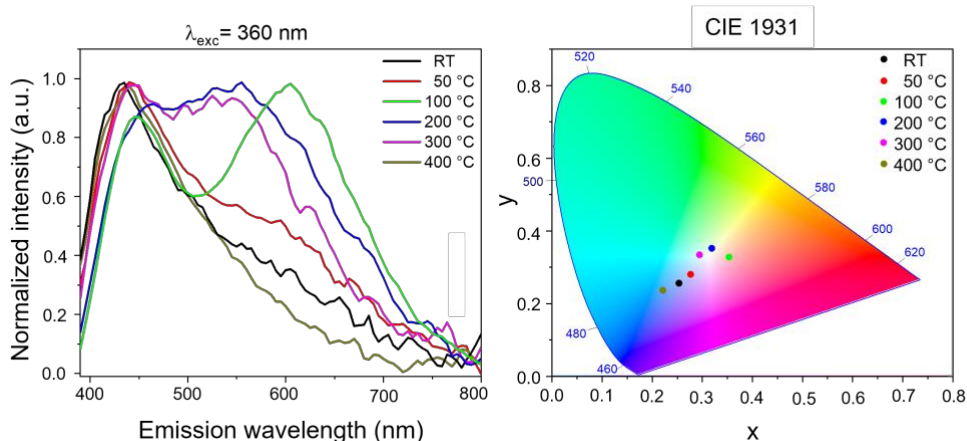 λexc= 360 nm
Normalized intensity (a.u.)
1.0
0.8
0.6
0.4
0.2
0.0
RT
50 °C
100 °C
200 °C
300 °C
400 °C
400
500
600
700
800
Emission wavelength (nm)
CIE 1931
y
0.8
0.6
0.4
0.2
0.0
520
540
560
580
600
620
500
480
460
RT
50 °C
100 °C
200 °C
300 °C
400 °C
0.0
0.1
0.2
0.3
0.4
0.5
0.6
0.7
0.8
x